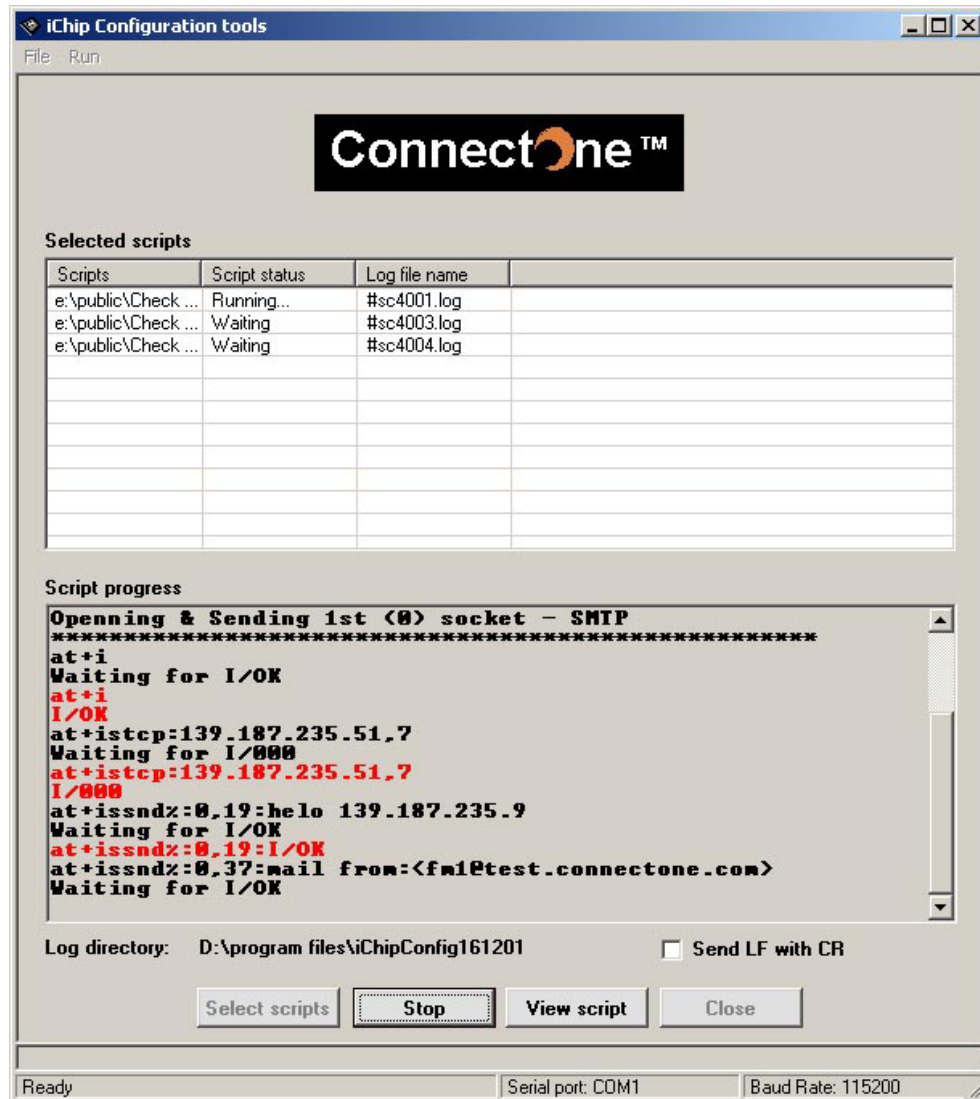 iChip Configuration tools
File Run
ConnectOne™
Selected scripts
Scripts Script status Log file name
e:\public\Check ... Running... #sc4001.log
e:\public\Check ... Waiting #sc4003.log
e:\public\Check ... Waiting #sc4004.log
Script progress
Openning & Sending 1st (0) socket - SMTP
****************************************************
at+i
Waiting for I/OK
at+i
I/OK
at+istcp:139.187.235.51,7
Waiting for I/000
at+istcp:139.187.235.51,7
I/000
at+issnd%:0,19:helo 139.187.235.9
Waiting for I/OK
at+issnd%:0,19:I/OK
at+issnd%:0,37:mail from:<fm1@test.connectone.com>
Waiting for I/OK
Log directory: D:\program files\iChipConfig161201 Send LF with CR
Select scripts Stop View script Close
Ready Serial port: COM1 Baud Rate: 115200